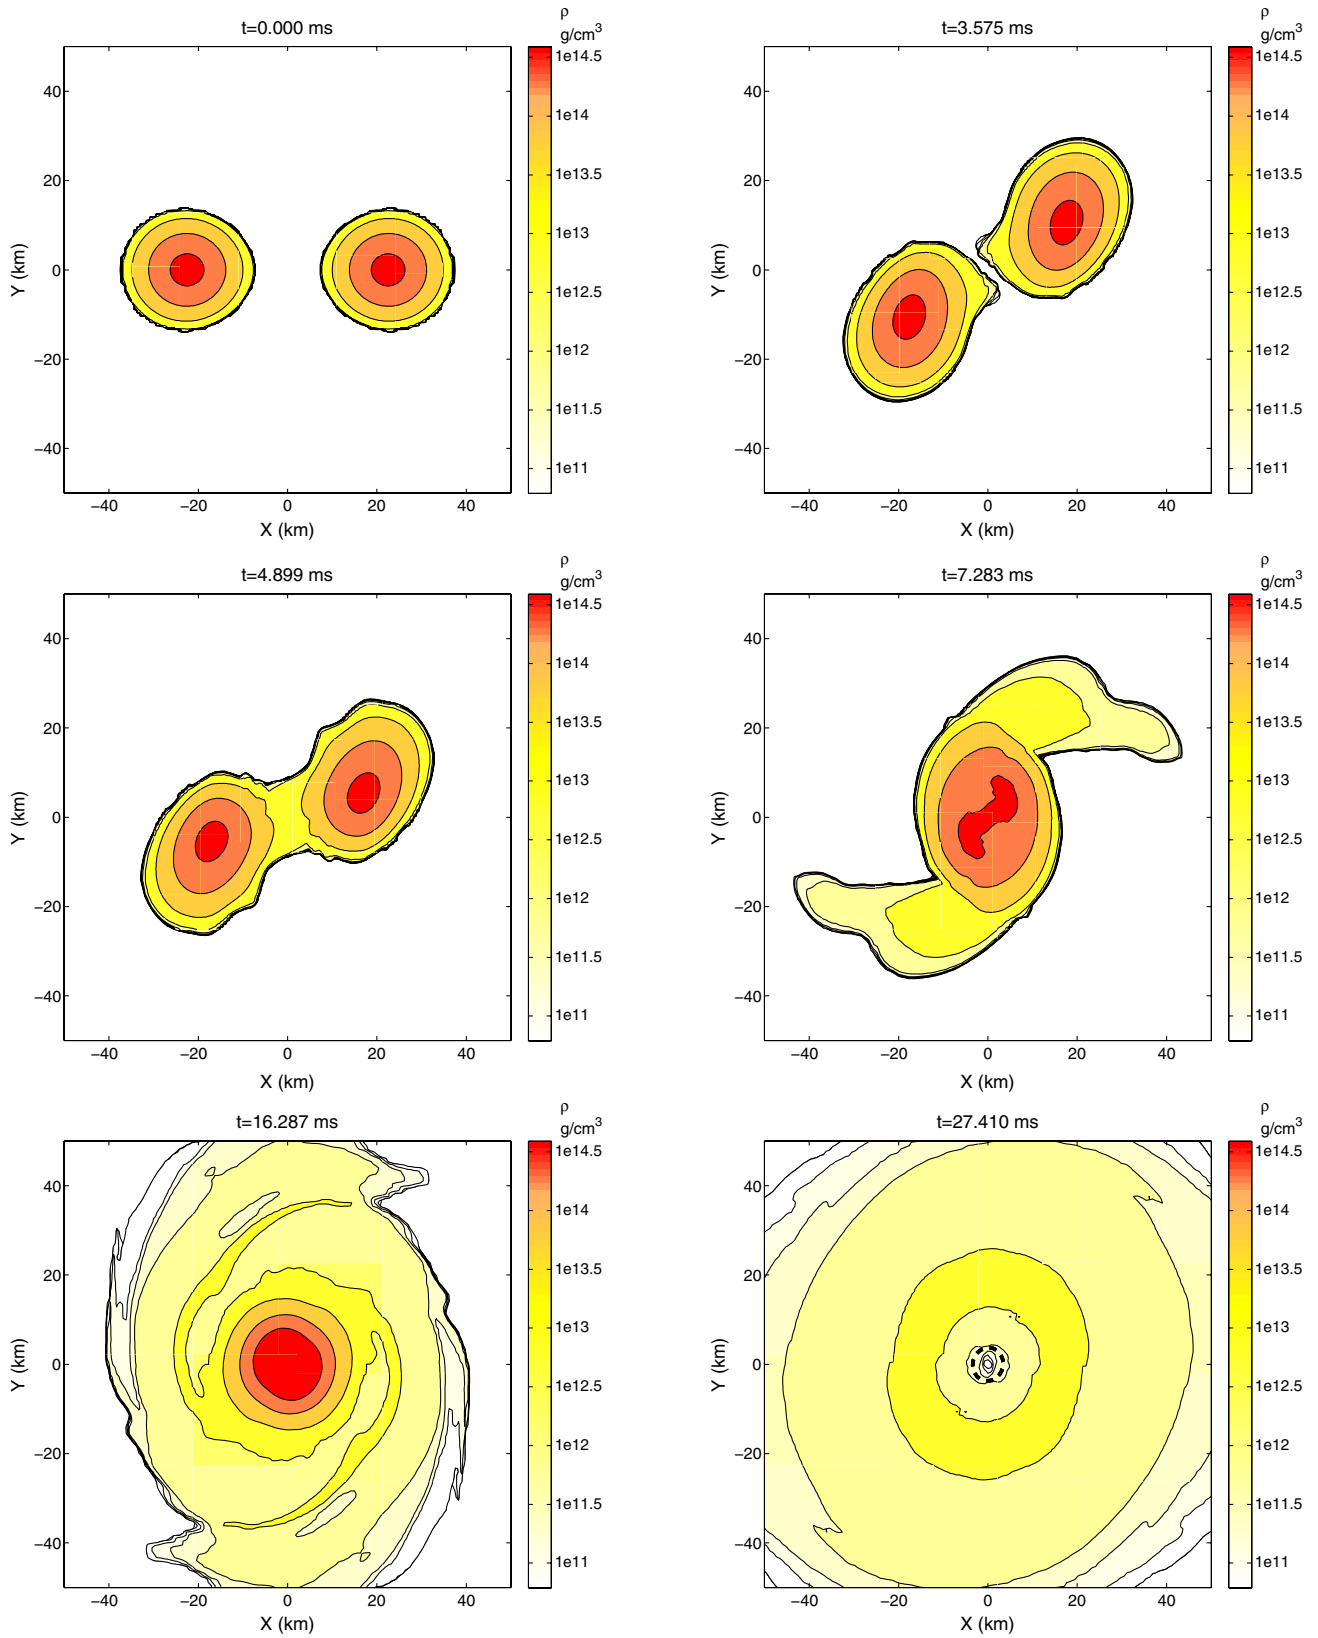 t=0.000 ms
ρ
g/cm3
1e14.5
1e14
1e13.5
1e13
1e12.5
1e12
1e11.5
1e11
40
20
0
−20
−40
Y (km)
−40 −20 0 20 40
X (km)
t=3.575 ms
ρ
g/cm3
1e14.5
1e14
1e13.5
1e13
1e12.5
1e12
1e11.5
1e11
40
20
0
−20
−40
Y (km)
−40 −20 0 20 40
X (km)
t=4.899 ms
ρ
g/cm3
1e14.5
1e14
1e13.5
1e13
1e12.5
1e12
1e11.5
1e11
40
20
0
−20
−40
Y (km)
−40 −20 0 20 40
X (km)
t=7.283 ms
ρ
g/cm3
1e14.5
1e14
1e13.5
1e13
1e12.5
1e12
1e11.5
1e11
40
20
0
−20
−40
Y (km)
−40 −20 0 20 40
X (km)
t=16.287 ms
ρ
g/cm3
1e14.5
1e14
1e13.5
1e13
1e12.5
1e12
1e11.5
1e11
40
20
0
−20
−40
Y (km)
−40 −20 0 20 40
X (km)
t=27.410 ms
ρ
g/cm3
1e14.5
1e14
1e13.5
1e13
1e12.5
1e12
1e11.5
1e11
40
20
0
−20
−40
Y (km)
−40 −20 0 20 40
X (km)